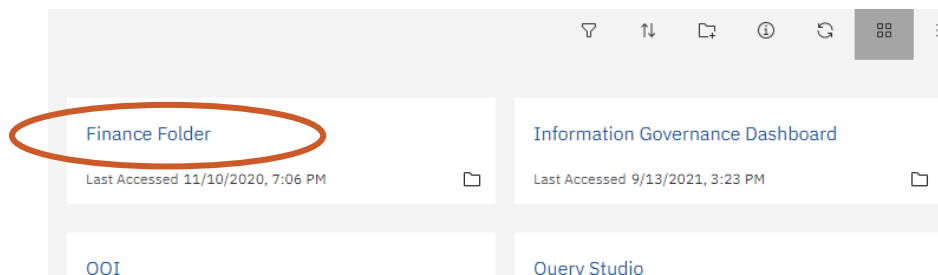 Finance Folder
Information Governance Dashboard
Last Accessed 11/10/2020, 7:06 PM
Last Accessed 9/13/2021, 3:23 PM
OOI
Query Studio